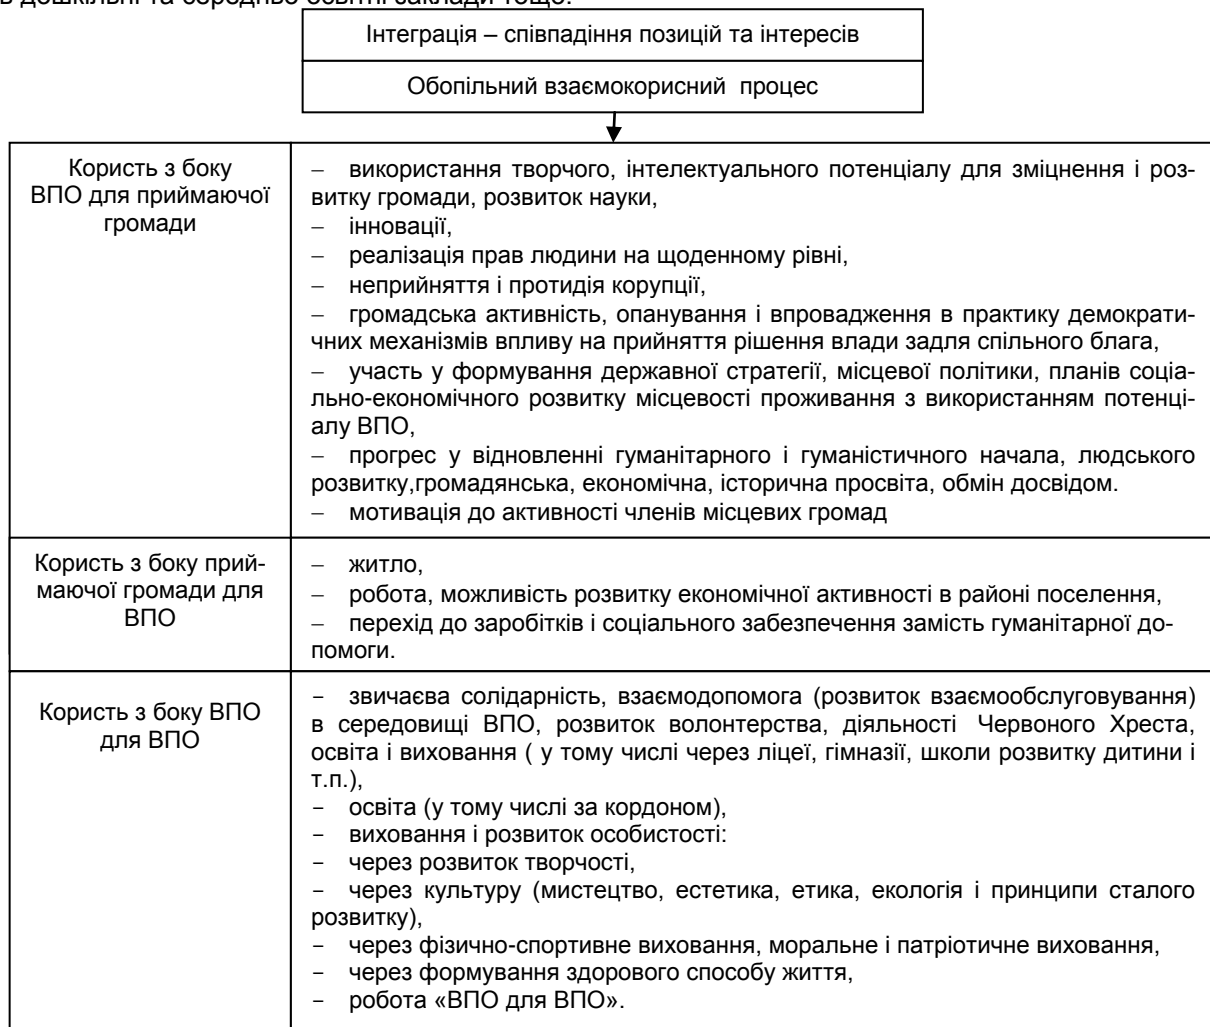 в дошкільні та середньо освітні заклади тощо.
Інтеграція – співпадіння позицій та інтересів
Обопільний взаємокорисний процес
Користь з боку
ВПО для приймаючої
громади
– використання творчого, інтелектуального потенціалу для зміцнення і роз-
витку громади, розвиток науки,
– інновації,
– реалізація прав людини на щоденному рівні,
– неприйняття і протидія корупції,
– громадська активність, опанування і впровадження в практику демократи-
чних механізмів впливу на прийняття рішення влади задля спільного блага,
– участь у формування державної стратегії, місцевої політики, планів соціа-
льно-економічного розвитку місцевості проживання з використанням потенці-
алу ВПО,
– прогрес у відновленні гуманітарного і гуманістичного начала, людського
розвитку,громадянська, економічна, історична просвіта, обмін досвідом.
– мотивація до активності членів місцевих громад
Користь з боку прий-
маючої громади для
ВПО
– житло,
– робота, можливість розвитку економічної активності в районі поселення,
– перехід до заробітків і соціального забезпечення замість гуманітарної до-
помоги.
Користь з боку ВПО
для ВПО
- звичаєва солідарність, взаємодопомога (розвиток взаємообслуговування)
в середовищі ВПО, розвиток волонтерства, діяльності Червоного Хреста,
освіта і виховання ( у тому числі через ліцеї, гімназії, школи розвитку дитини і
т.п.),
- освіта (у тому числі за кордоном),
- виховання і розвиток особистості:
- через розвиток творчості,
- через культуру (мистецтво, естетика, етика, екологія і принципи сталого
розвитку),
- через фізично-спортивне виховання, моральне і патріотичне виховання,
- через формування здорового способу життя,
- робота «ВПО для ВПО».